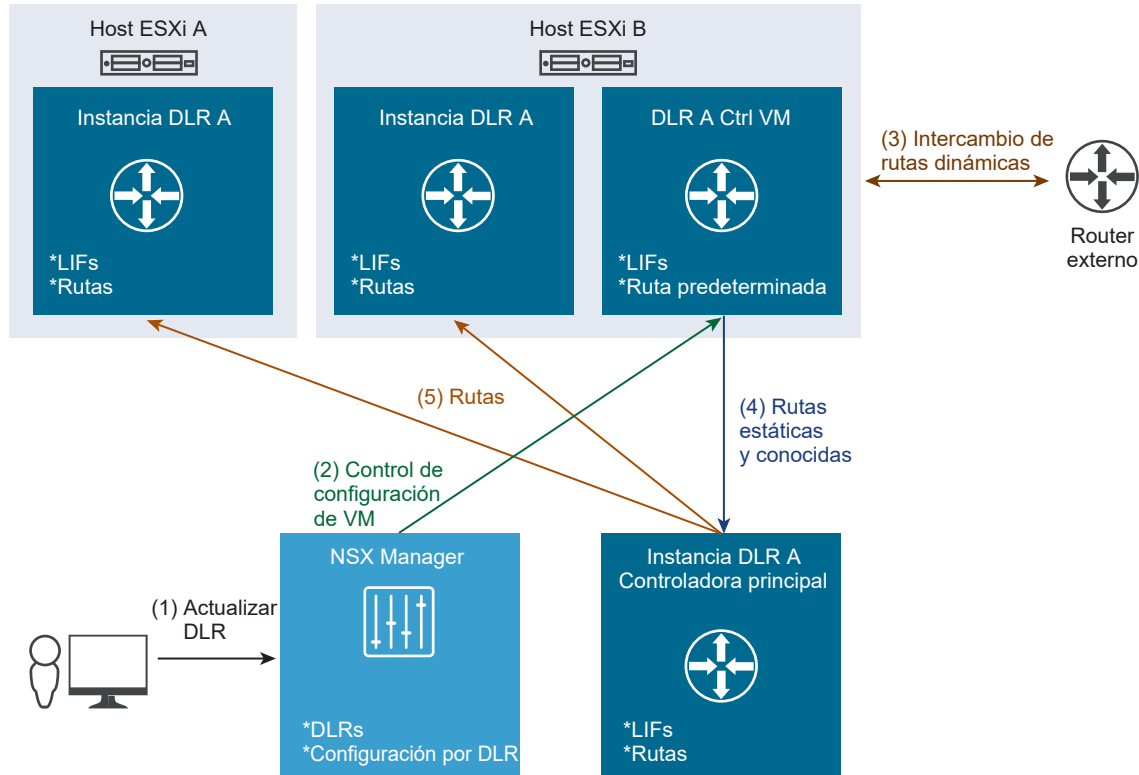 Host ESXi A
Host ESXi B
Instancia DLR A
*LIFs
*Rutas
Instancia DLR A
*LIFs
*Rutas
DLR A Ctrl VM
*LIFs
*Ruta predeterminada
(3) Intercambio de
rutas dinámicas
Router
externo
(5) Rutas
(4) Rutas
estáticas
y conocidas
(2) Control de
configuración
de VM
(1) Actualizar
DLR
NSX Manager
*DLRs
*Configuración por DLR
Instancia DLR A
Controladora principal
*LIFs
*Rutas